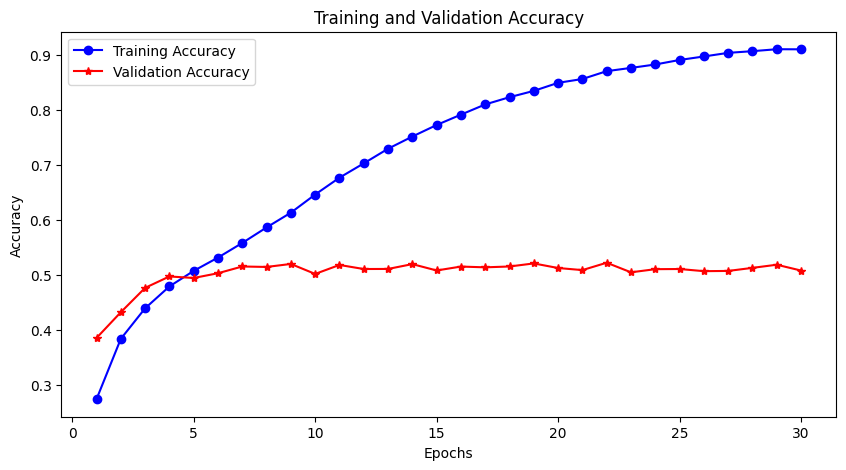 Training and Validation Accuracy
Training Accuracy
Validation Accuracy
Accuracy
0.9
0.8
0.7
0.6
0.5
0.4
0.3
0 5 10 15 20 25 30
Epochs